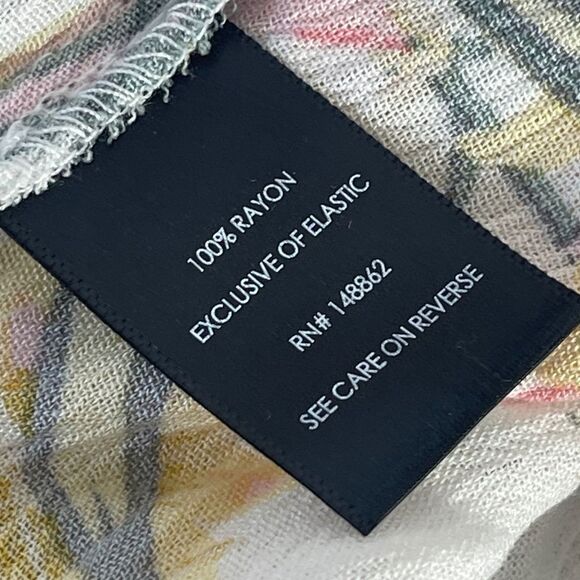 100% RAYON
EXCLUSIVE OF ELASTIC
RN# 148862
SEE CARE ON REVERSE